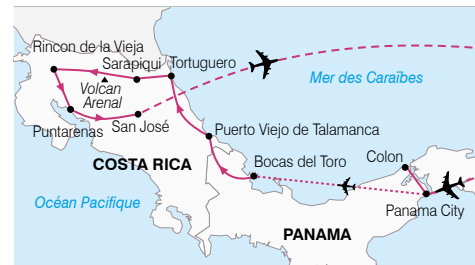 Rincon de la Vieja
Sarapiqui
Tortuguero
Mer des Caraïbes
Volcan
Arenal
Puntarenas
San José
Puerto Viejo de Talamanca
COSTA RICA
Bocas del Toro
Colon
Océan Pacifique
Panama City
PANAMA